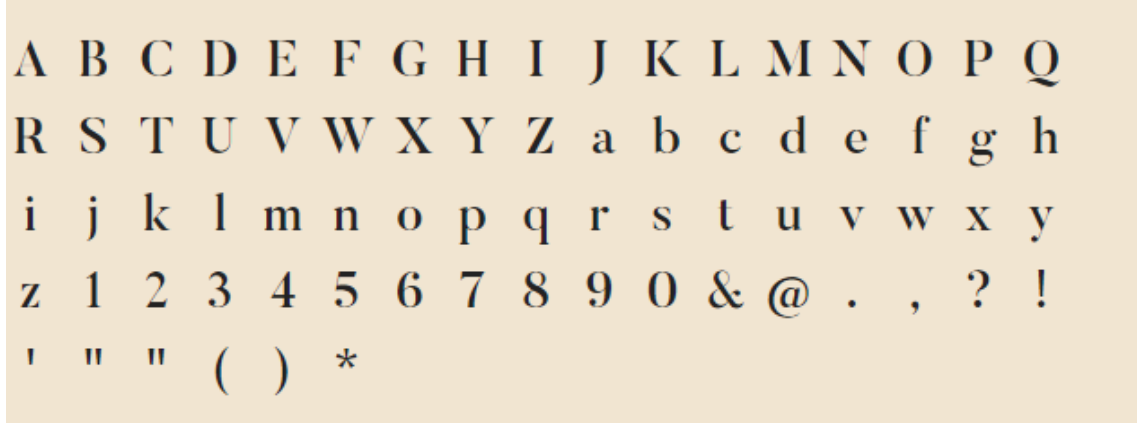 A B C D E F G H I J K L M N O P Q
R S T U V W X Y Z a b c d e f g h
i j k l m n o p q r s t u v w x y
z 1 2 3 4 5 6 7 8 9 0 & @ . , ? !
' " " ( ) *